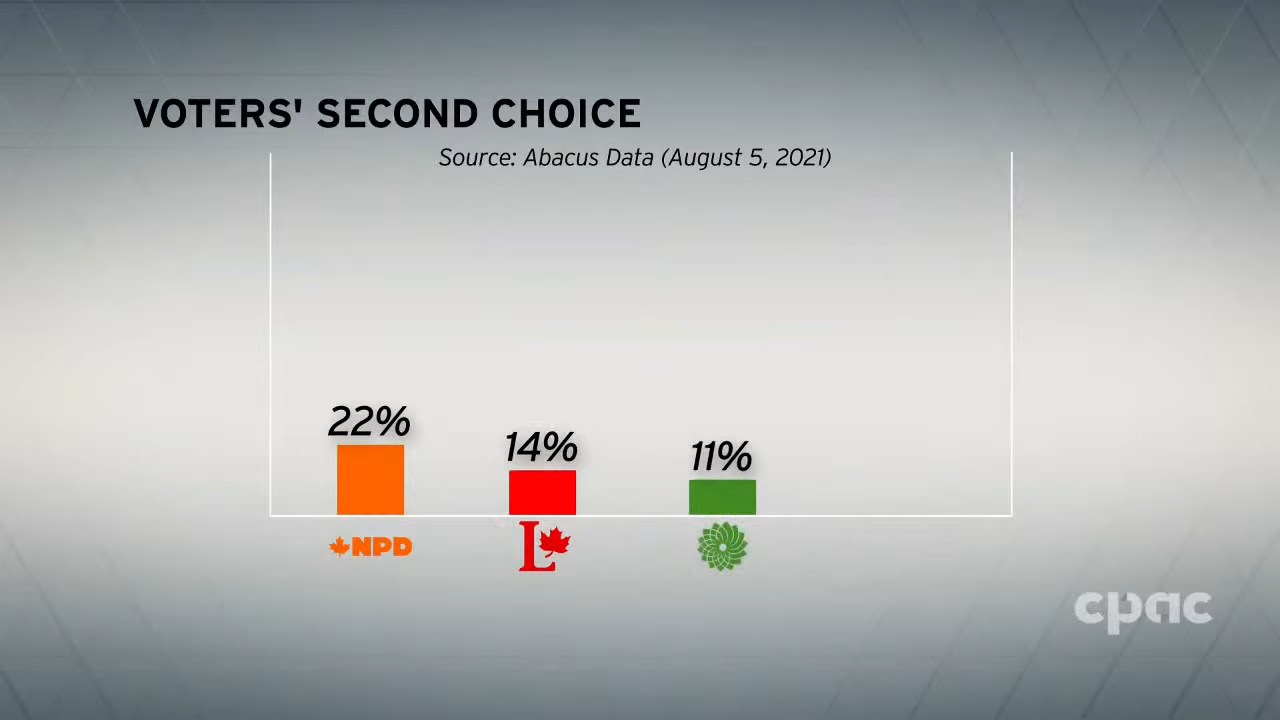 VOTERS' SECOND CHOICE
Source: Abacus Data (August 5, 2021)
22%
14%
11%
NPD
L
cpac